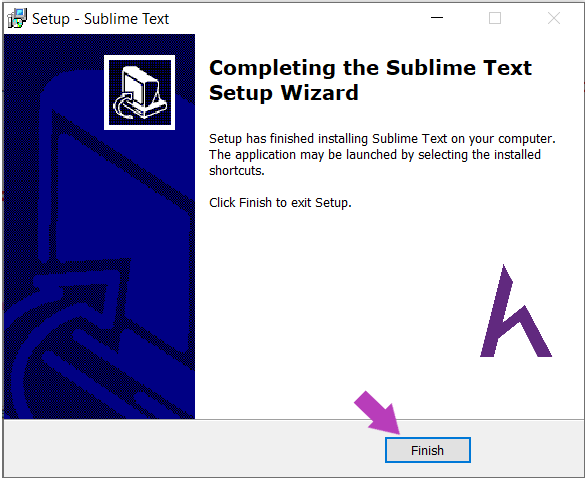 Setup - Sublime Text
Completing the Sublime Text
Setup Wizard
Setup has finished installing Sublime Text on your computer.
The application may be launched by selecting the installed
shortcuts.
Click Finish to exit Setup.
Finish